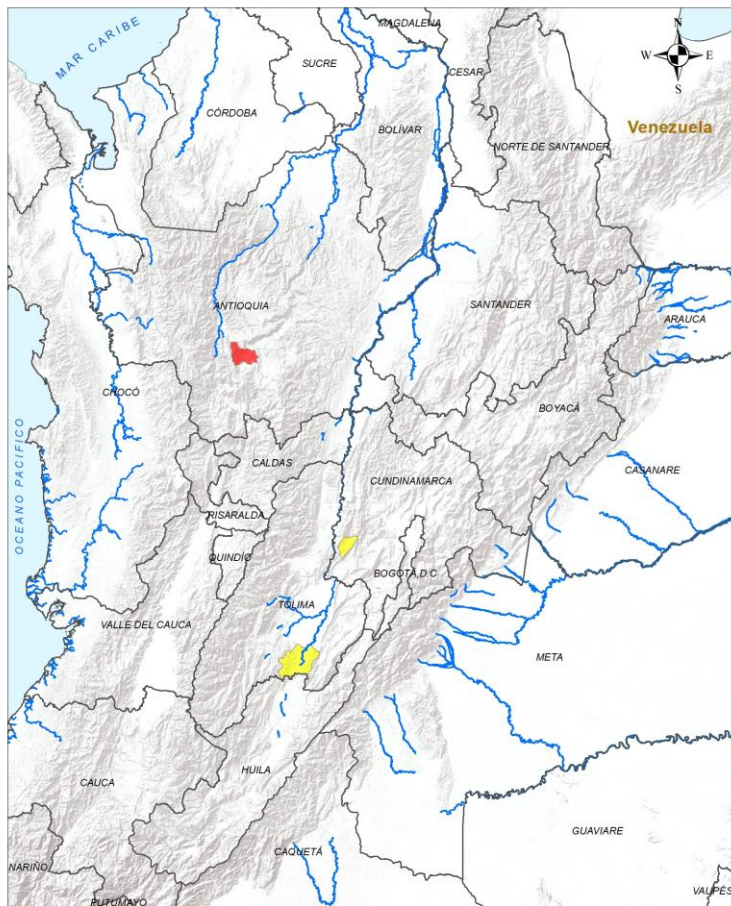 MAGDALENA
MAR CARIBE
SUCRE
N
W E
S
CESAR
CÓRDOBA
BOLÍVAR
Venezuela
NORTE DE SANTANDER
ANTIOQUIA
SANTANDER
ARAUCA
CHOCÓ
BOYACÁ
CALDAS
CASANARE
CUNDINAMARCA
OCEANO PACIFICO
RISARALDA
QUINDÍO
BOGOTÁ, D.C
TOLIMA
VALLE DEL CAUCA
META
HUILA
CAUCA
GUAVIARE
CAQUETÁ
NARIÑO
PUTUMAYO
VAUPÉS